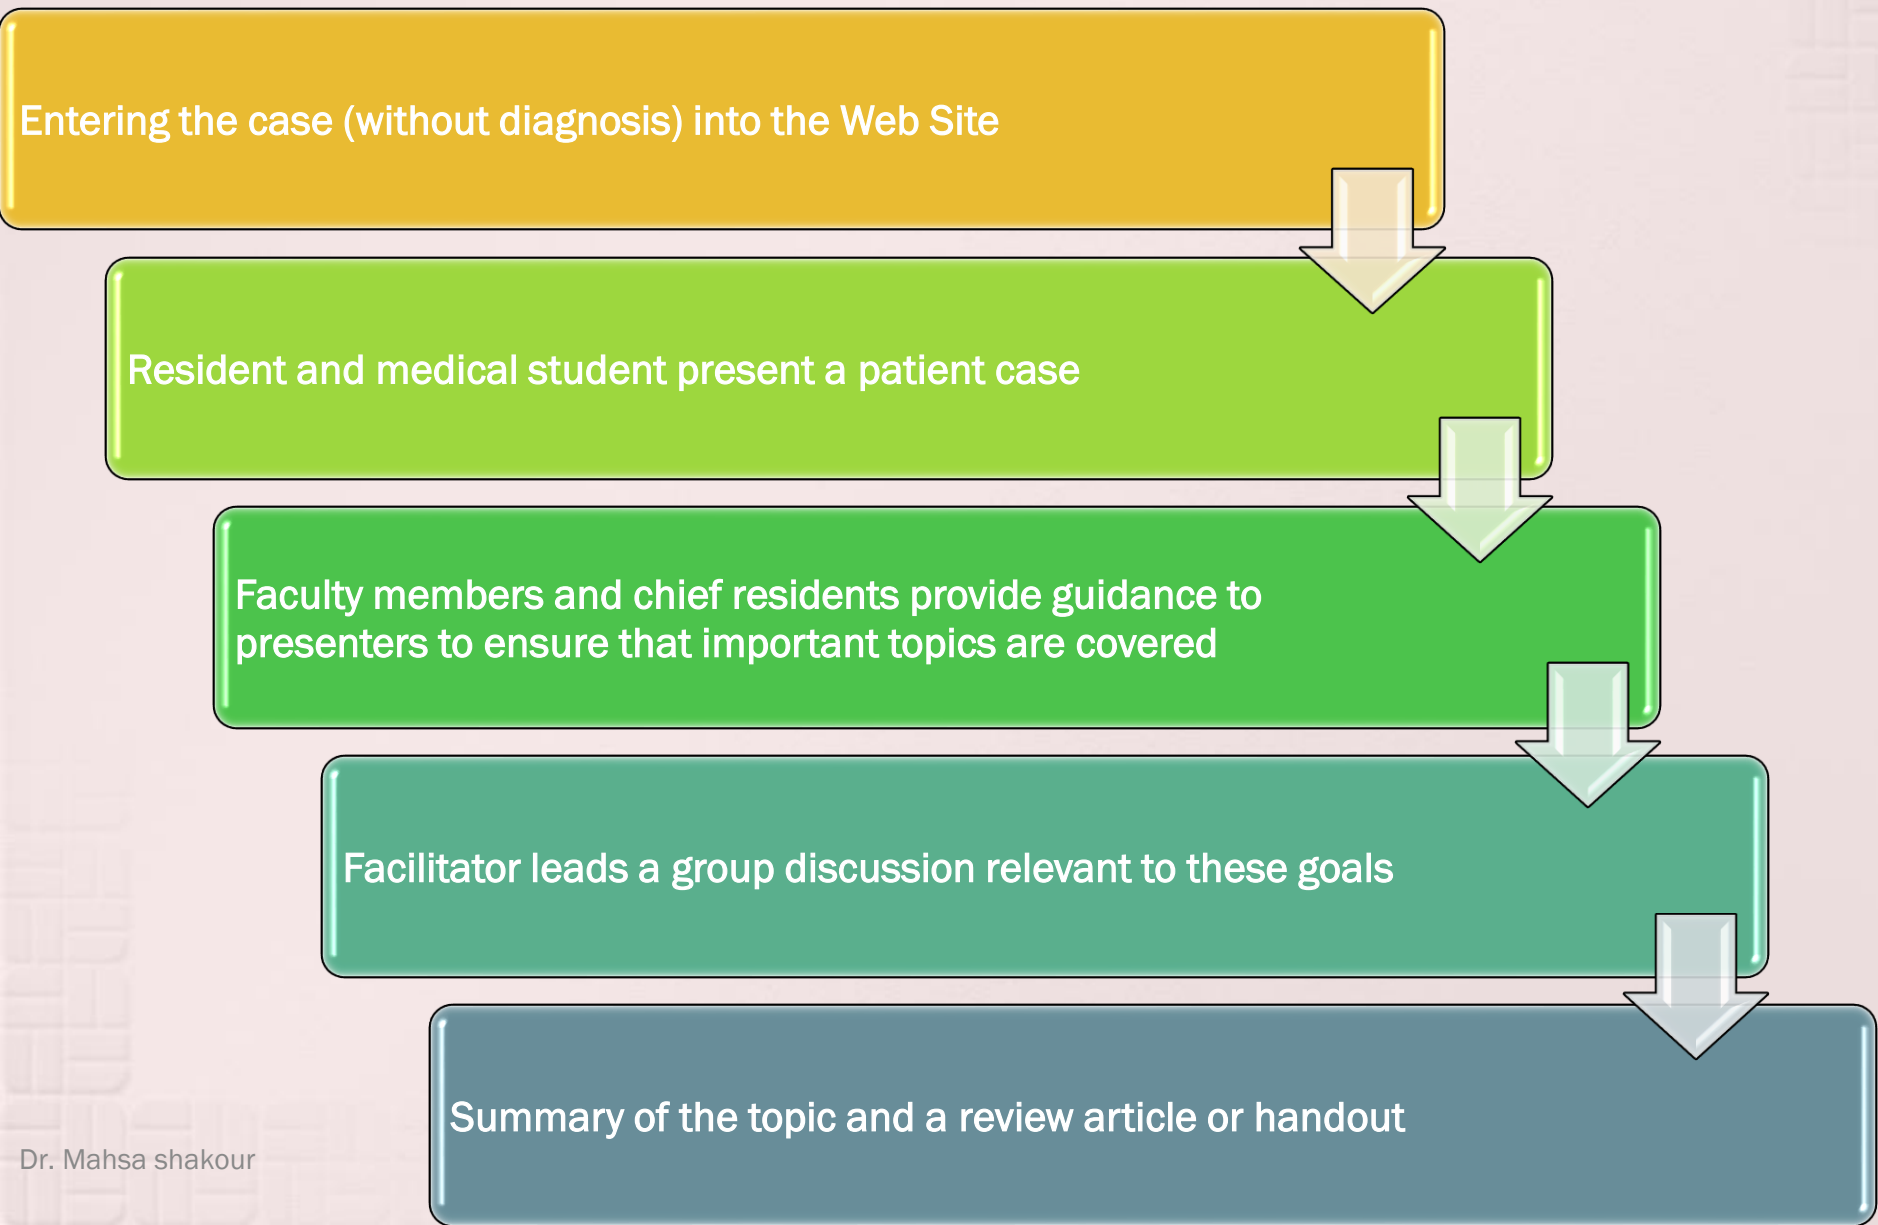 Entering the case (without diagnosis) into the Web Site
Resident and medical student present a patient case
Faculty members and chief residents provide guidance to
presenters to ensure that important topics are covered
Facilitator leads a group discussion relevant to these goals
Summary of the topic and a review article or handout
Dr. Mahsa shakour